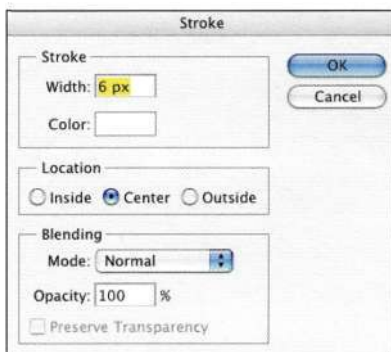 Stroke
Stroke
Width: 6 px
Color:
OK
Cancel
Location
Inside Center Outside
Blending
Mode: Normal
Opacity: 100 %
Preserve Transparency